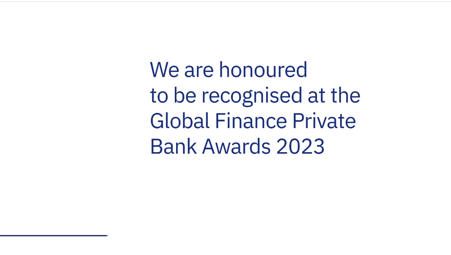 We are honoured
to be recognised at the
Global Finance Private
Bank Awards 2023